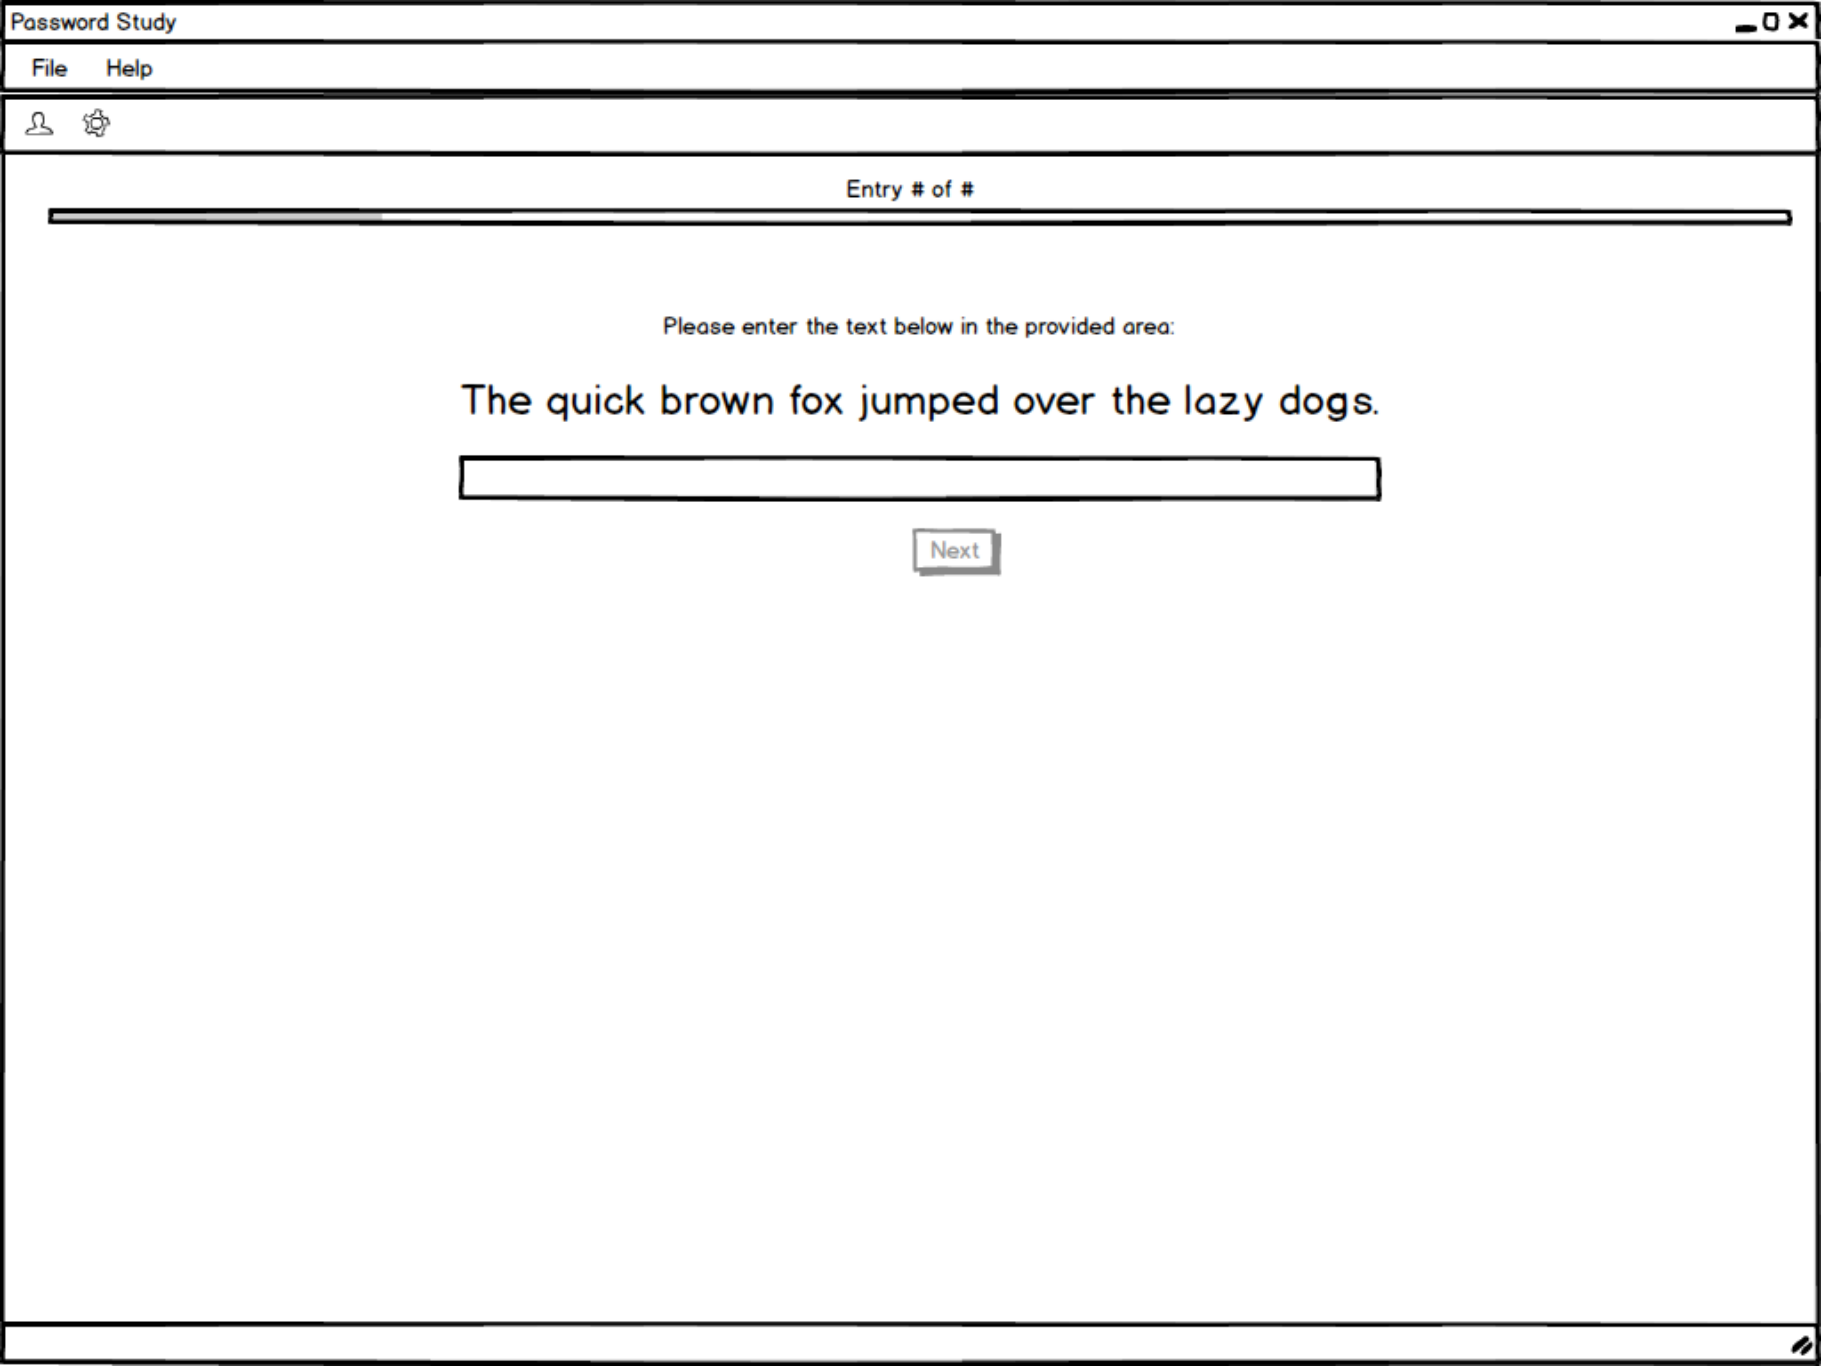 Password Study
File Help
Entry # of #
Please enter the text below in the provided area:
The quick brown fox jumped over the lazy dogs.
Next